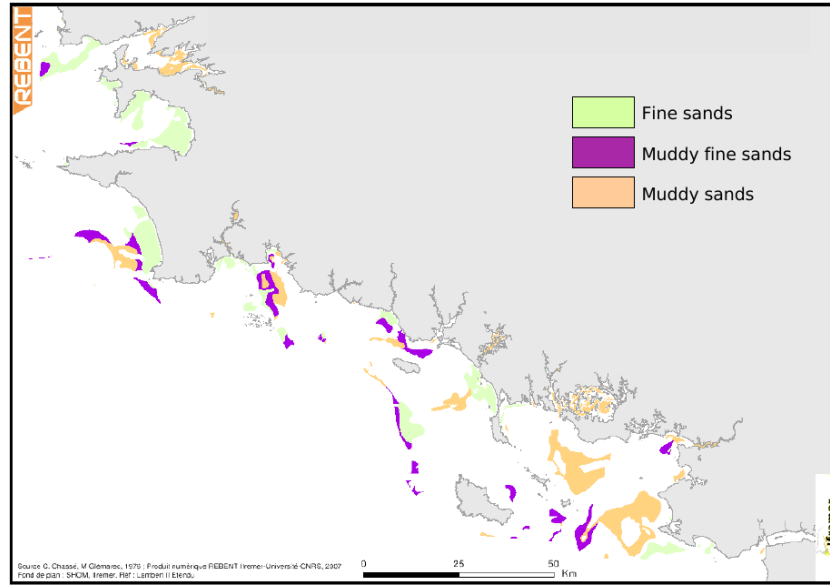 REBENT
Fine sands
Muddy fine sands
Muddy sands
Source C. Chassé, M Glémarec, 1976 : Produit numérique REBENT Ifremer-Université-CNRS, 2007
Fond de plan : SHOM, Ifremer. Réf : Lambert II Etendu
0 25 50
Km